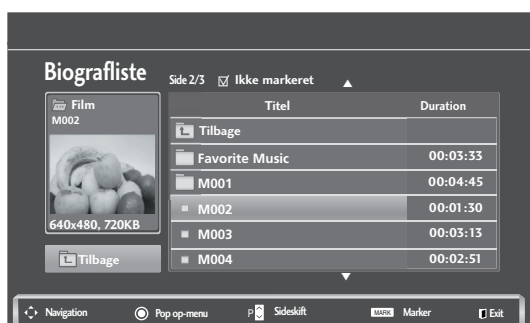 Biografliste
Side 2/3 Ikke markeret
Film
M002
640x480, 720KB
Tilbage
Titel Duration
Tilbage
Favorite Music 00:03:33
M001 00:04:45
M002 00:01:30
M003 00:03:13
M004 00:02:51
Navigation Pop op-menu P Sideskift MARK Marker Exit